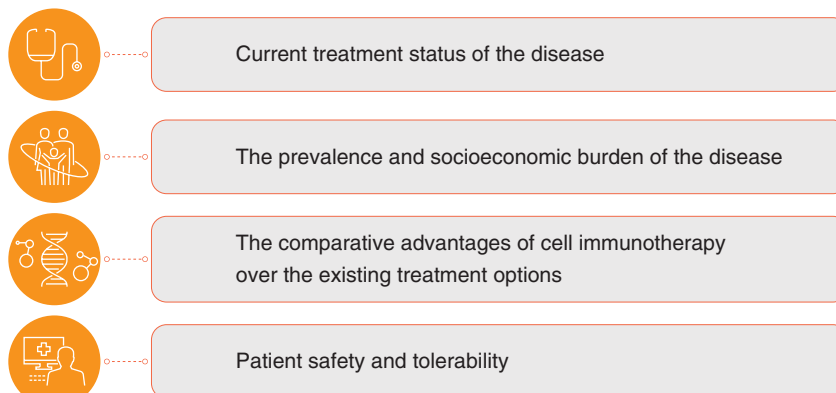 Current treatment status of the disease
The prevalence and socioeconomic burden of the disease
The comparative advantages of cell immunotherapy
over the existing treatment options
Patient safety and tolerability